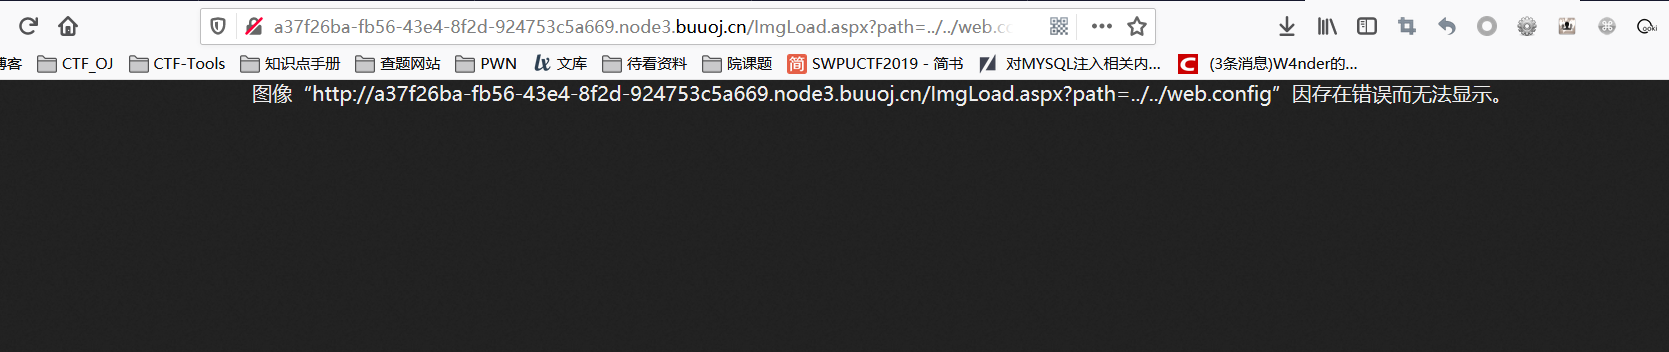 a37f26ba-fb56-43e4-8f2d-924753c5a669.node3.buuoj.cn/ImgLoad.aspx?path=../../web.co
博客 CTF_OJ CTF-Tools 知识点手册 查题网站 PWN lx 文库 待看资料 院课题 简 SWPUCTF2019 - 简书 对MYSQL注入相关内... C (3条消息)W4nder的...
图像“http://a37f26ba-fb56-43e4-8f2d-924753c5a669.node3.buuoj.cn/ImgLoad.aspx?path=../../web.config”因存在错误而无法显示。